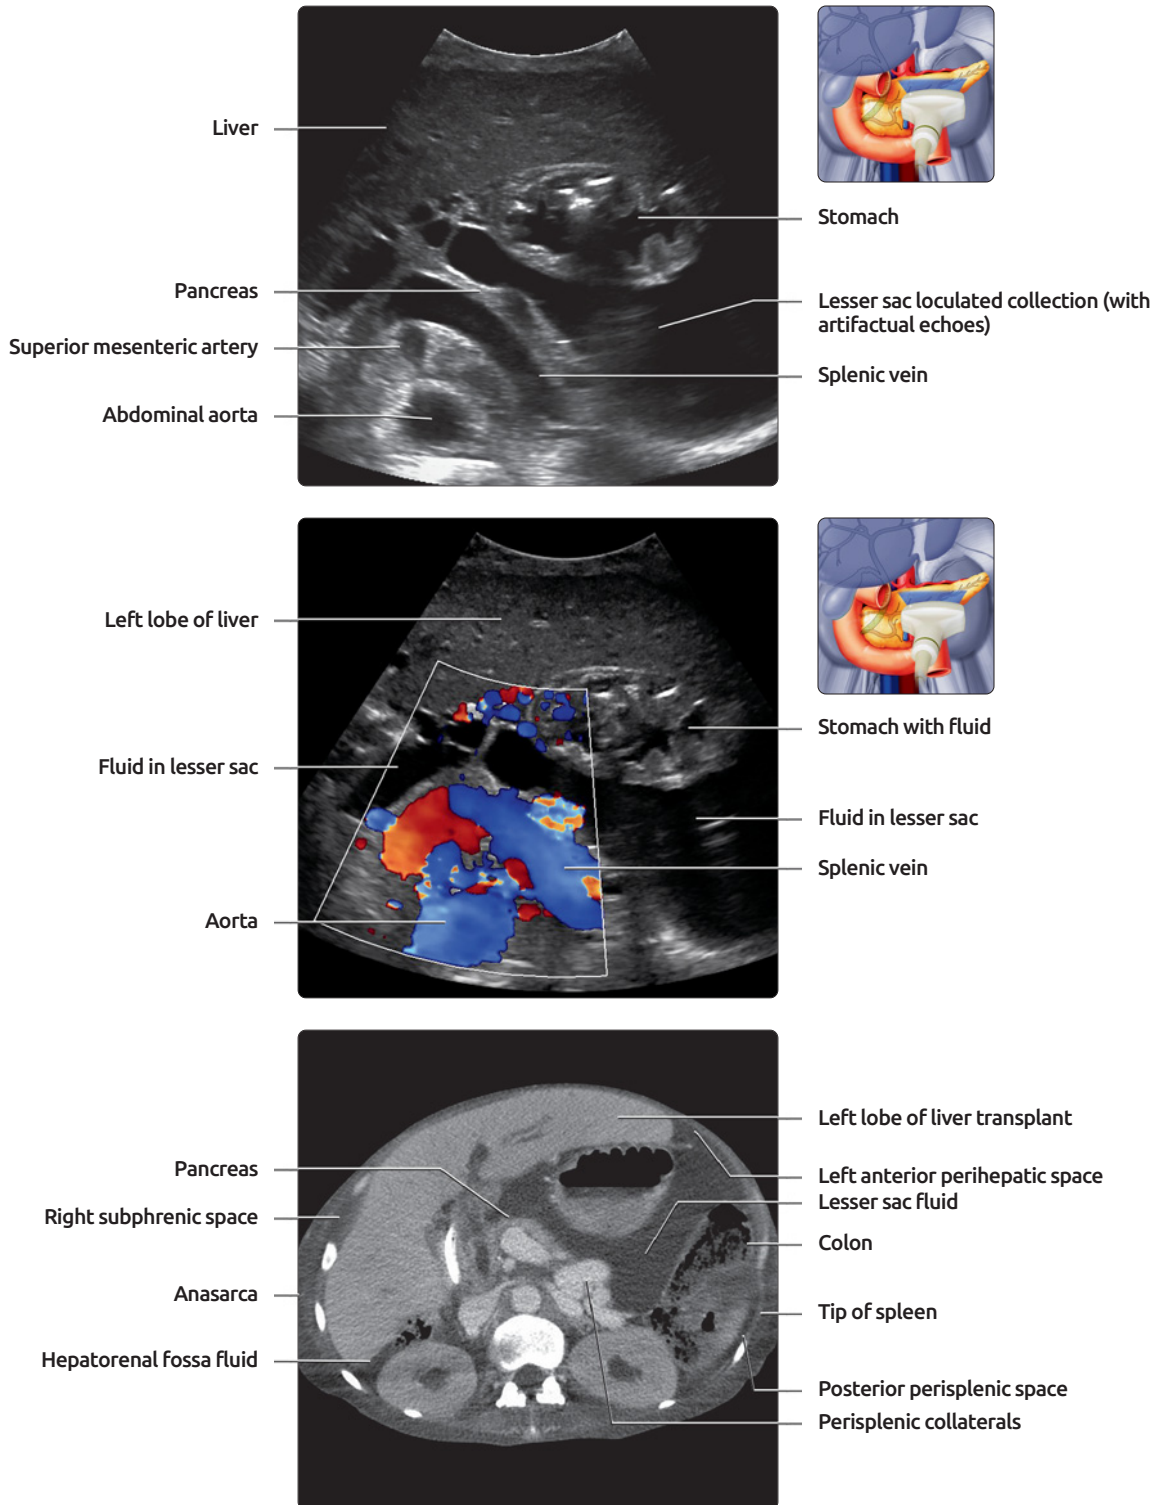 Liver
Stomach
Pancreas
Lesser sac loculated collection (with
artifactual echoes)
Superior mesenteric artery
Splenic vein
Abdominal aorta
Left lobe of liver
Stomach with fluid
Fluid in lesser sac
Fluid in lesser sac
Splenic vein
Aorta
Left lobe of liver transplant
Pancreas
Left anterior perihepatic space
Lesser sac fluid
Right subphrenic space
Colon
Anasarca
Tip of spleen
Hepatorenal fossa fluid
Posterior perisplenic space
Perisplenic collaterals